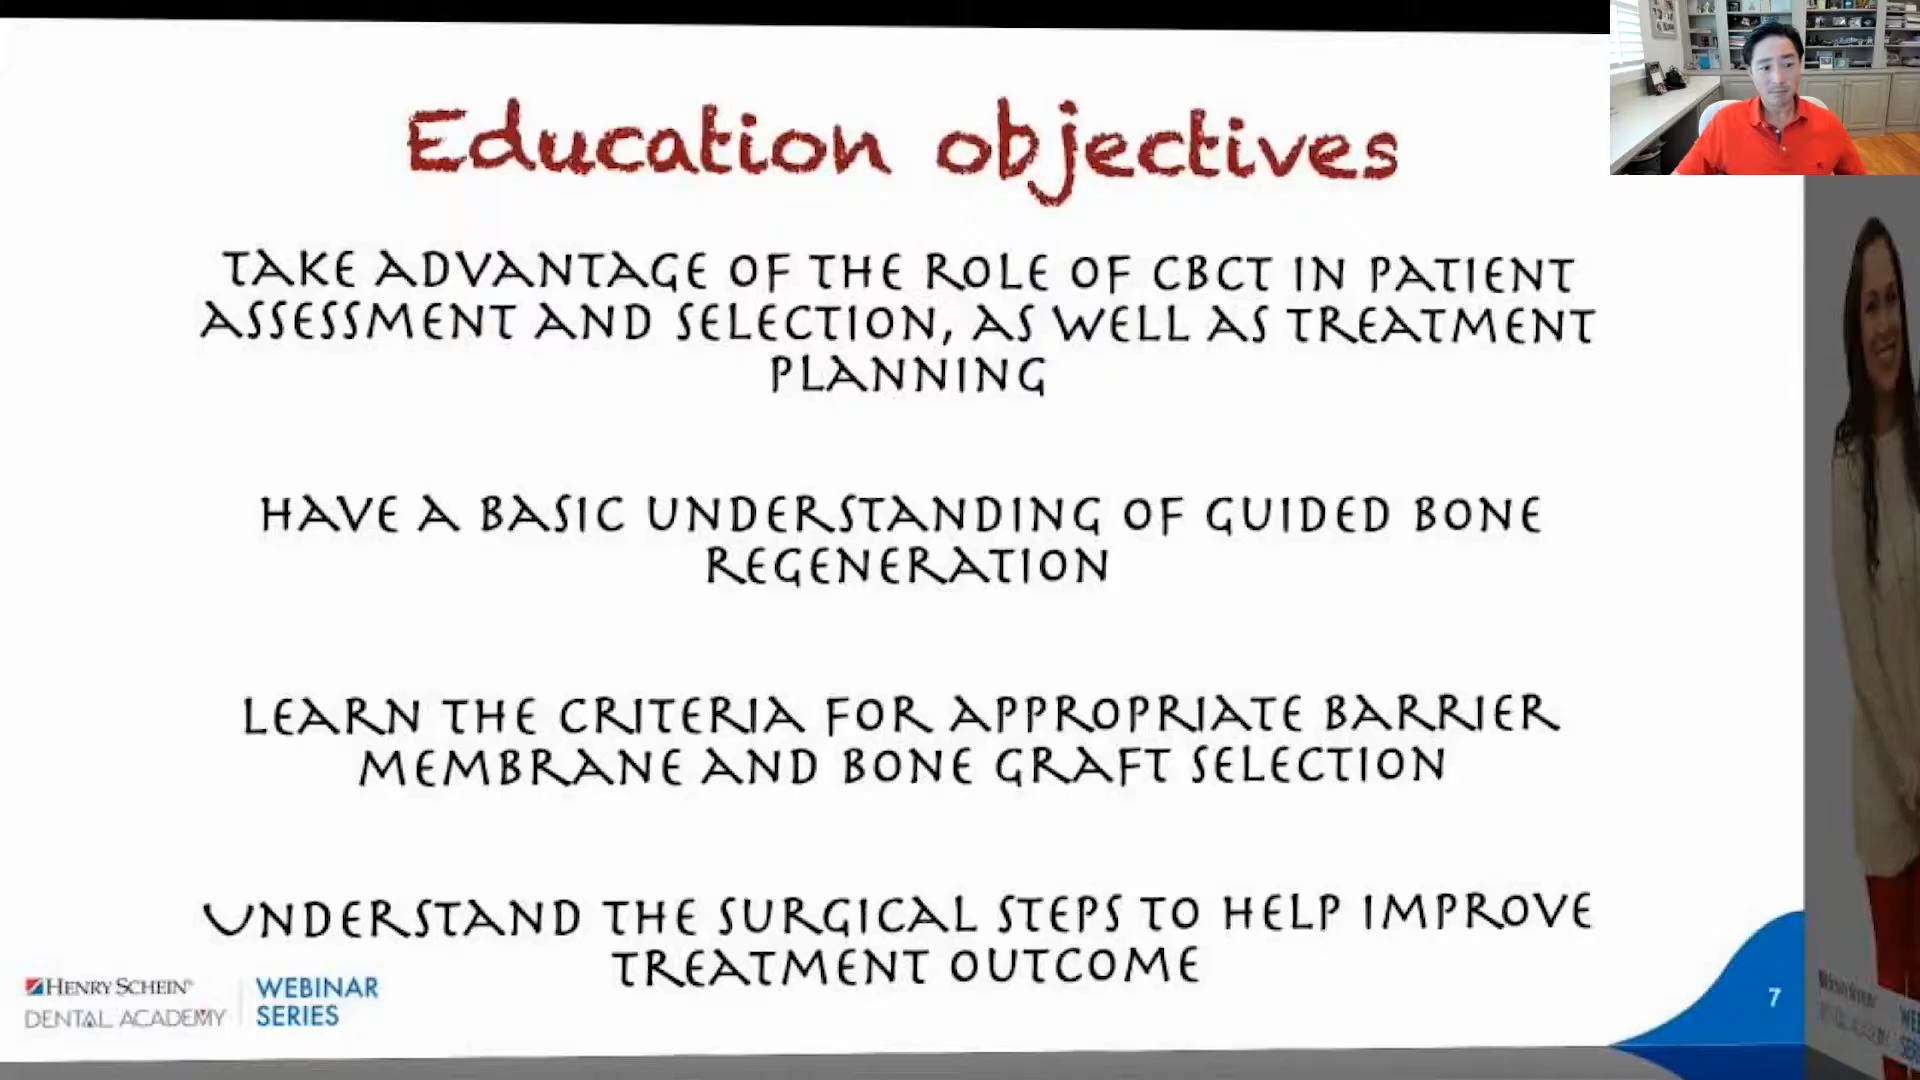 Education objectives
TAKE ADVANTAGE OF THE ROLE OF CBCT IN PATIENT
ASSESSMENT AND SELECTION, AS WELL AS TREATMENT
PLANNING
HAVE A BASIC UNDERSTANDING OF GUIDED BONE
REGENERATION
LEARN THE CRITERIA FOR APPROPRIATE BARRIER
MEMBRANE AND BONE GRAFT SELECTION
UNDERSTAND THE SURGICAL STEPS TO HELP IMPROVE
TREATMENT OUTCOME
HENRY SCHEIN®
DENTAL ACADEMY
WEBINAR
SERIES
7